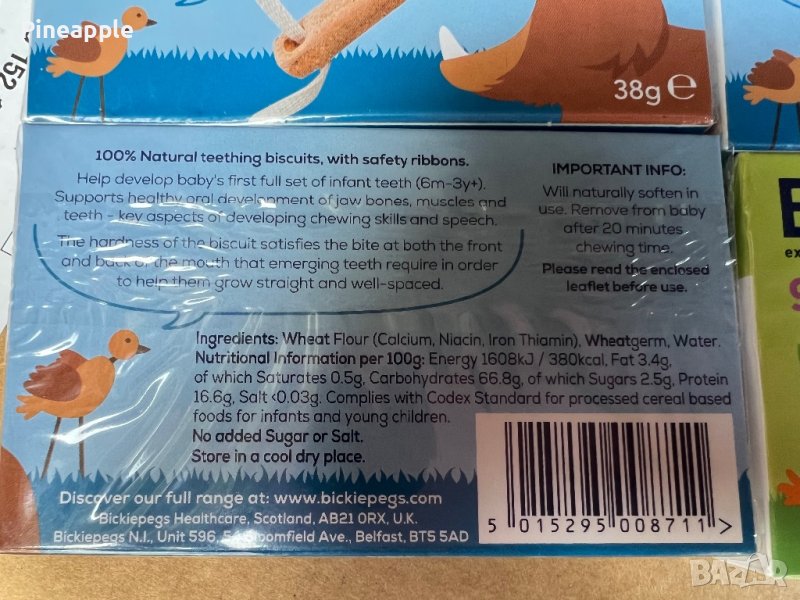 Pineapple
152
38g e
100% Natural teething biscuits, with safety ribbons.
Help develop baby's first full set of infant teeth (6m-3y+).
Supports healthy oral development of jaw bones, muscles and
teeth - key aspects of developing chewing skills and speech.
The hardness of the biscuit satisfies the bite at both the front
and back of the mouth that emerging teeth require in order
to help them grow straight and well-spaced.
IMPORTANT INFO:
Will naturally soften in
use. Remove from baby
after 20 minutes
chewing time.
Please read the enclosed
leaflet before use.
Ingredients: Wheat Flour (Calcium, Niacin, Iron Thiamin), Wheatgerm, Water.
Nutritional Information per 100g: Energy 1608kJ / 380kcal, Fat 3.4g,
of which Saturates 0.5g, Carbohydrates 66.8g, of which Sugars 2.5g, Protein
16.6g, Salt <0.03g. Complies with Codex Standard for processed cereal based
foods for infants and young children.
No added Sugar or Salt.
Store in a cool dry place.
Discover our full range at: www.bickiepegs.com
Bickiepegs Healthcare, Scotland, AB21 0RX, U.K.
Bickiepegs N.I., Unit 596, 54 Bloomfield Ave., Belfast, BT5 5AD
5 015295 008711 >
ex
BAZAR